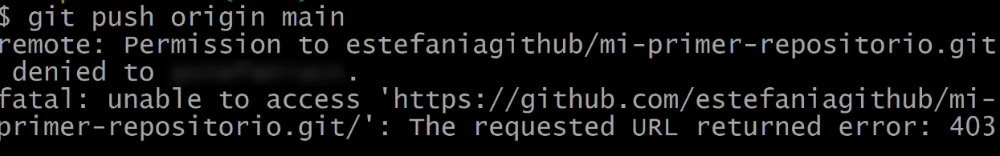 $ git push origin main
remote: Permission to estefaniagithub/mi-primer-repositorio.git
denied to .
fatal: unable to access 'https://github.com/estefaniagithub/mi-
primer-repositorio.git/': The requested URL returned error: 403